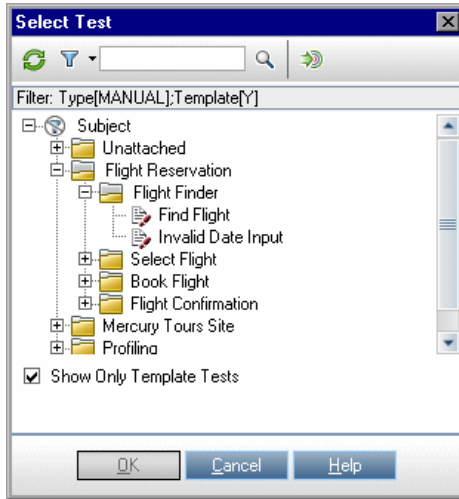 Select Test
Filter: Type[MANUAL];Template[Y]
Subject
Unattached
Flight Reservation
Flight Finder
Find Flight
Invalid Date Input
Select Flight
Book Flight
Flight Confirmation
Mercury Tours Site
Profiling
Show Only Template Tests
OK Cancel Help